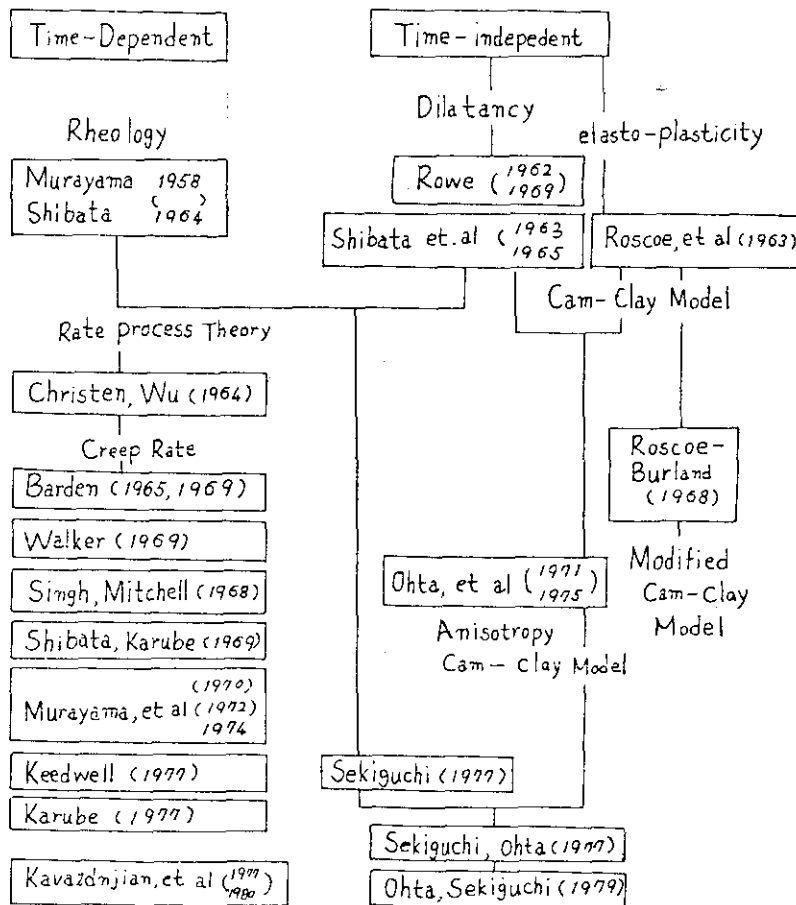 Time-Dependent
Time-indepedent
Dilatancy
Rheology
elasto-plasticity
Murayama 1958
Shibata ( ) 1964
Rowe (1962
1969)
Shibata et.al (1963
1965
Roscoe, et al (1963)
Cam-Clay Model
Rate process Theory
Christen, Wu (1964)
Creep Rate
Barden (1965, 1969)
Roscoe-
Burland
(1968)
Walker (1969)
Singh, Mitchell (1968)
Ohta, et al (1971
1975)
Modified
Cam-Clay
Model
Shibata, Karube (1969)
Anisotropy
Cam-Clay Model
(1970)
Murayama, et al (1972)
1974
Keedwell (1977)
Sekiguchi (1977)
Karube (1977)
Sekiguchi, Ohta (1977)
Kavazdnjian, et al (1977
1980)
Ohta, Sekiguchi (1979)